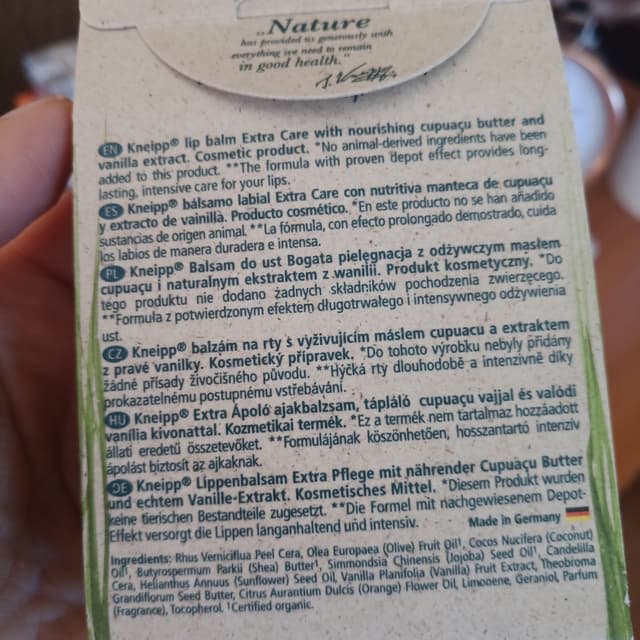 „Nature
has provided us generously with
everything we need to remain
in good health.“
EN Kneipp® lip balm Extra Care with nourishing cupuaçu butter and
vanilla extract. Cosmetic product. *No animal-derived ingredients have been
added to this product. **The formula with proven depot effect provides long-
lasting, intensive care for your lips.
ES Kneipp® bálsamo labial Extra Care con nutritiva manteca de cupuaçu
y extracto de vainilla. Producto cosmético. *En este producto no se han añadido
sustancias de origen animal. **La fórmula, con efecto prolongado demostrado, cuida
los labios de manera duradera e intensa.
PL Kneipp® Balsam do ust Bogata pielęgnacja z odżywczym masłem
cupuaçu i naturalnym ekstraktem z wanilii. Produkt kosmetyczny. *Do
tego produktu nie dodano żadnych składników pochodzenia zwierzęcego.
**Formuła z potwierdzonym efektem długotrwałego i intensywnego odżywienia
ust.
CZ Kneipp® balzám na rty s vyživujícím máslem cupuacu a extraktem
z pravé vanilky. Kosmetický přípravek. *Do tohoto výrobku nebyly přidány
žádné přísady živočišného původu. **Hýčká rty dlouhodobě a intenzivně díky
prokazatelnému postupnému vstřebávání.
HU Kneipp® Extra Ápoló ajakbalzsam, tápláló cupuaçu vajjal és valódi
vanília kivonattal. Kozmetikai termék. *Ez a termék nem tartalmaz hozzáadott
állati eredetű összetevőket. **Formulájának köszönhetően, hosszantartó intenzív
ápolást biztosít az ajkaknak.
DE Kneipp® Lippenbalsam Extra Pflege mit nährender Cupuaçu Butter
und echtem Vanille-Extrakt. Kosmetisches Mittel. *Diesem Produkt wurden
keine tierischen Bestandteile zugesetzt. **Die Formel mit nachgewiesenem Depot-
Effekt versorgt die Lippen langanhaltend und intensiv.
Made in Germany
Ingredients: Rhus Verniciflua Peel Cera, Olea Europaea (Olive) Fruit Oil¹, Cocos Nucifera (Coconut)
Oil¹, Butyrospermum Parkii (Shea) Butter¹, Simmondsia Chinensis (Jojoba) Seed Oil¹, Candelilla
Cera, Helianthus Annuus (Sunflower) Seed Oil, Vanilla Planifolia (Vanilla) Fruit Extract, Theobroma
Grandiflorum Seed Butter, Citrus Aurantium Dulcis (Orange) Flower Oil, Limonene, Geraniol, Parfum
(Fragrance), Tocopherol. ¹Certified organic.